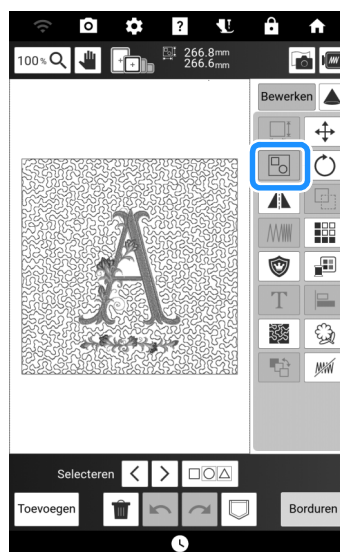 ?
100% 266.8mm
266.6mm
Bewerken
T
A
Selecteren < >
Toevoegen Borduren